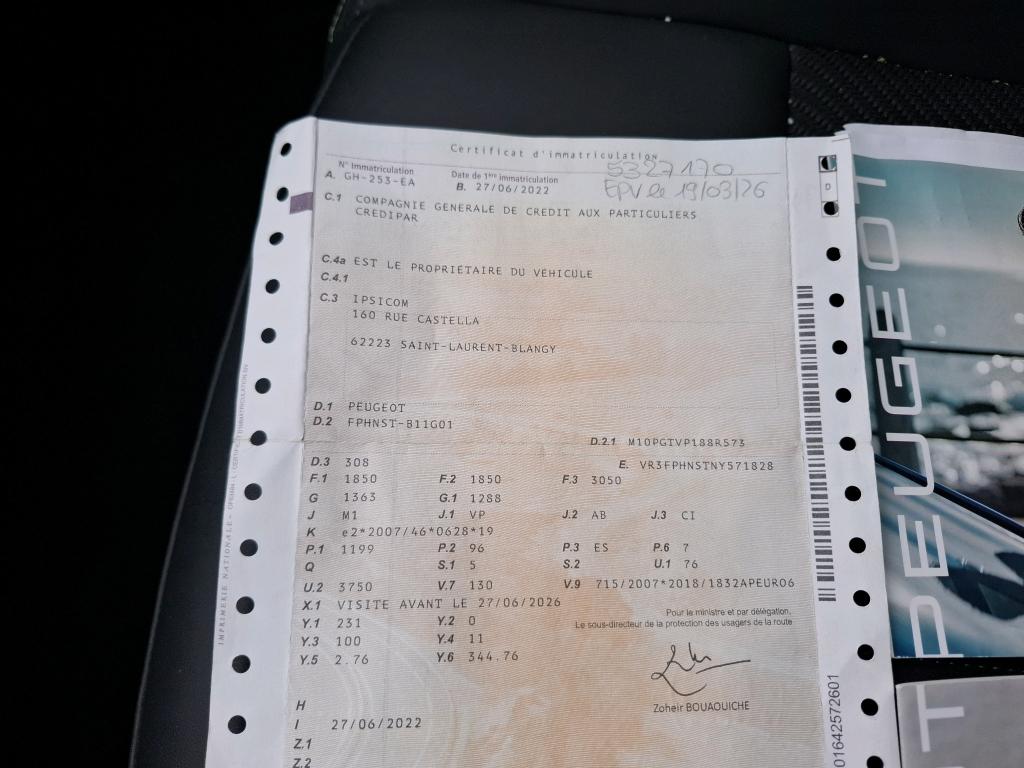 Certificat d'immatriculation
N° Immatriculation
A. GH-253-EA
Date de 1ère immatriculation
B. 27/06/2022
5327170
EPV le 19/03/26
C.1 COMPAGNIE GENERALE DE CREDIT AUX PARTICULIERS
CREDIPAR
C.4a EST LE PROPRIÉTAIRE DU VÉHICULE
C.4.1
C.3 IPSICOM
160 RUE CASTELLA
62223 SAINT-LAURENT-BLANGY
D.1 PEUGEOT
D.2 FPHNST-B11G01
D.2.1 M10PGTVP188R573
D.3 308
E. VR3FPHNSTNY571828
F.1 1850 F.2 1850 F.3 3050
G 1363 G.1 1288
J M1 J.1 VP J.2 AB J.3 CI
K e2*2007/46*0628*19
P.1 1199 P.2 96 P.3 ES P.6 7
Q S.1 5 S.2 U.1 76
U.2 3750 V.7 130 V.9 715/2007*2018/1832APEURO6
X.1 VISITE AVANT LE 27/06/2026
Y.1 231 Y.2 0
Y.3 100 Y.4 11
Y.5 2.76 Y.6 344.76
Pour le ministre et par délégation,
Le sous-directeur de la protection des usagers de la route
Zoheir BOUAOUICHE
H
I 27/06/2022
Z.1
Z.2
D
01642572601
IMPRIMERIE NATIONALE
PEUGEOT